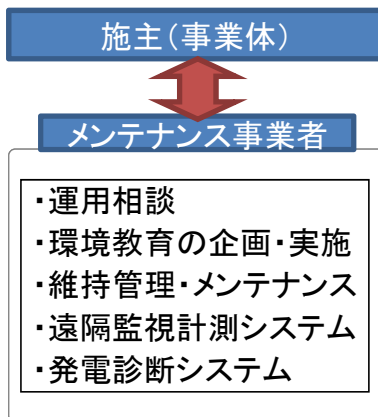 施主(事業体)
メンテナンス事業者
・運用相談
・環境教育の企画・実施
・維持管理・メンテナンス
・遠隔監視計測システム
・発電診断システム